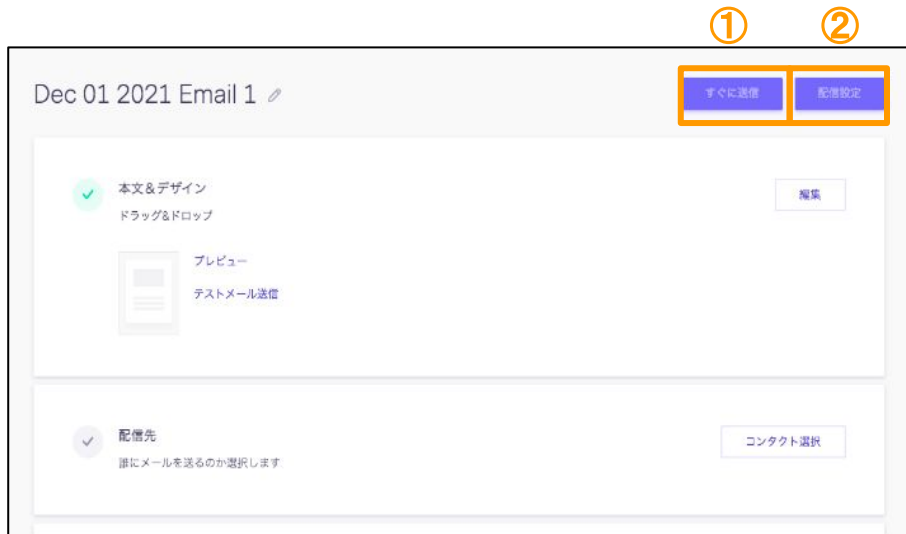 ① ②
Dec 01 2021 Email 1
すぐに送信 配信設定
本文&デザイン
編集
ドラッグ&ドロップ
プレビュー
テストメール送信
配信先
コンタクト選択
誰にメールを送るのか選択します